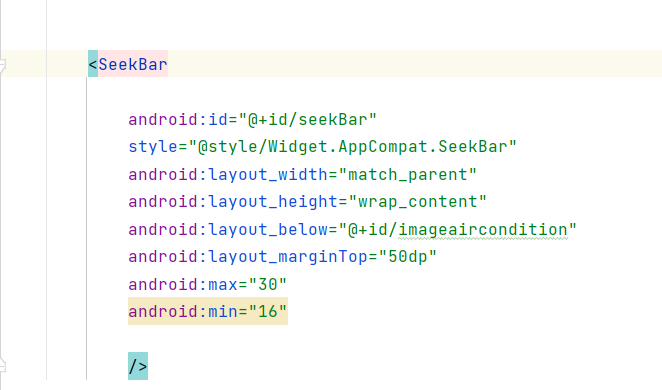 <SeekBar
android:id="@+id/seekBar"
style="@style/Widget.AppCompat.SeekBar"
android:layout_width="match_parent"
android:layout_height="wrap_content"
android:layout_below="@+id/imageaircondition"
android:layout_marginTop="50dp"
android:max="30"
android:min="16"
/>